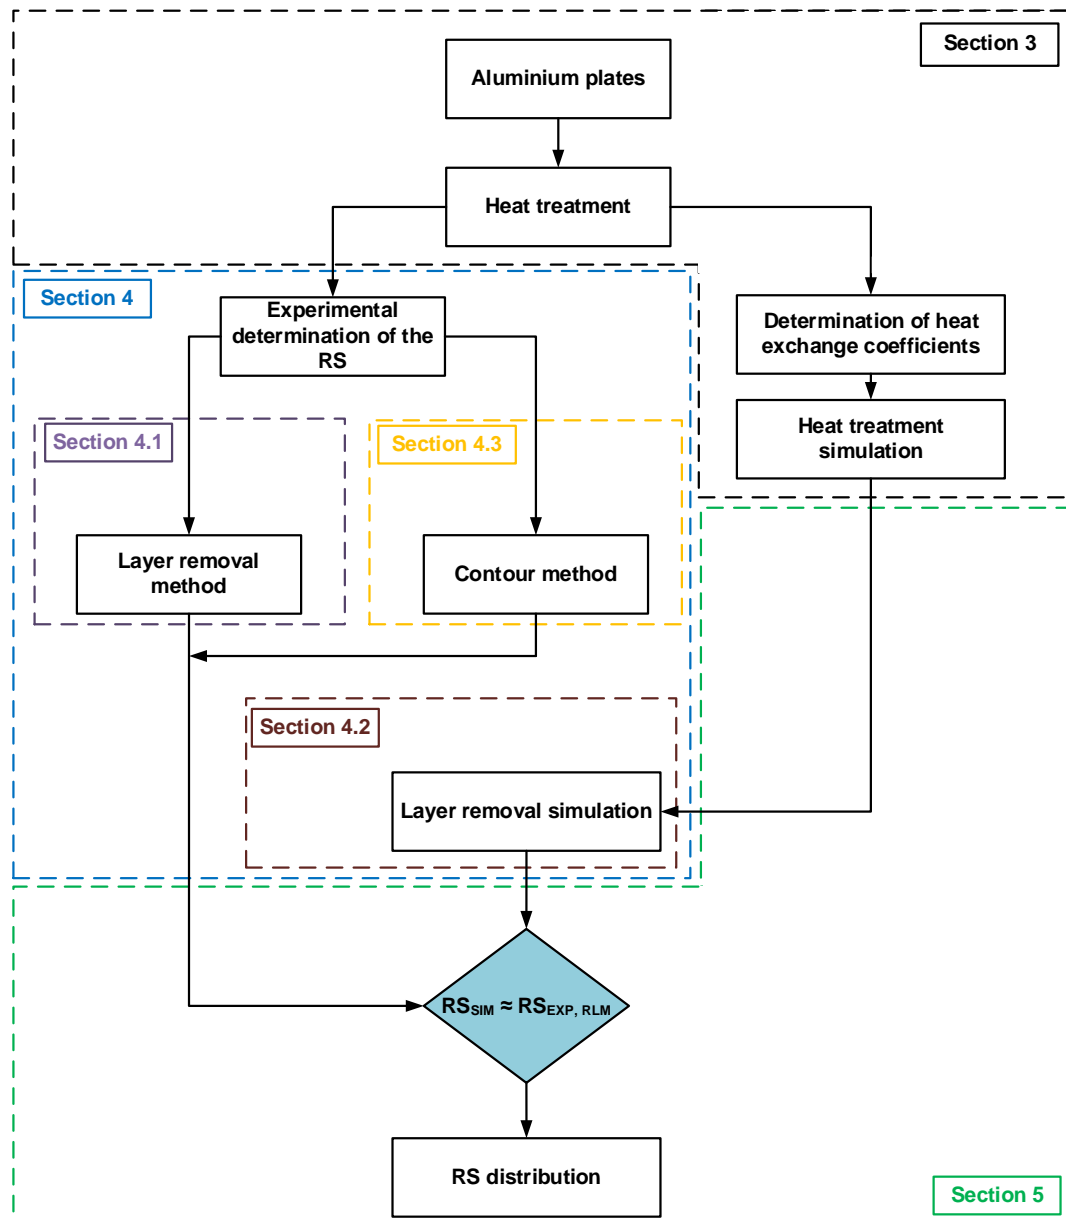 Section 3
Aluminium plates
Heat treatment
Section 4
Experimental
determination of the
RS
Determination of heat
exchange coefficients
Heat treatment
simulation
Section 4.1
Section 4.3
Layer removal
method
Contour method
Section 4.2
Layer removal simulation
RSSIM ≈ RSEXP, RLM
RS distribution
Section 5